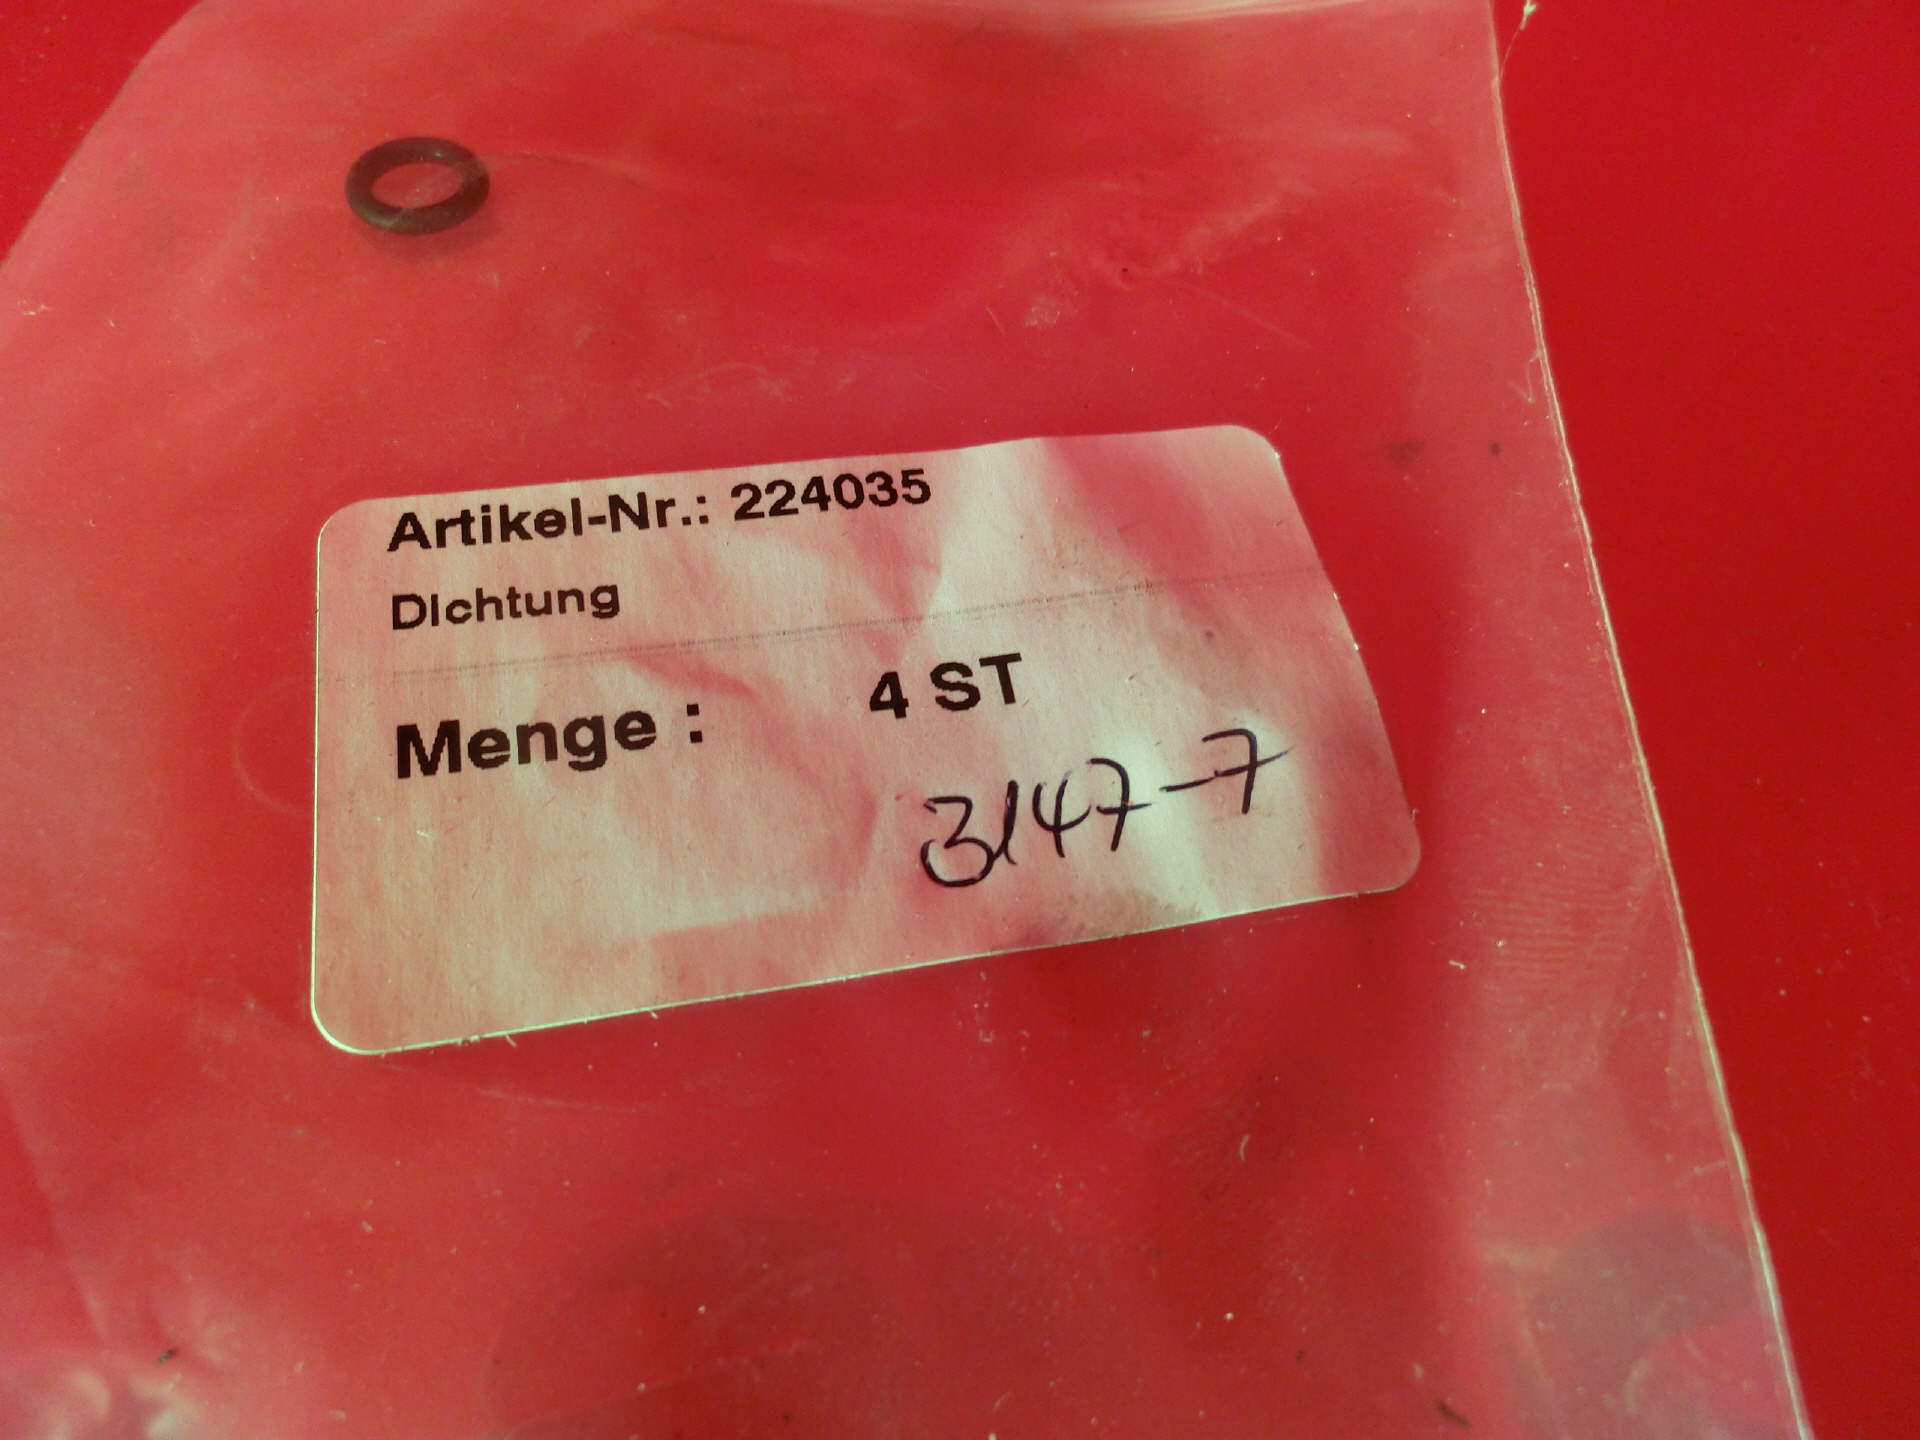 Artikel-Nr.: 224035
Dichtung
Menge : 4 ST
3147-7